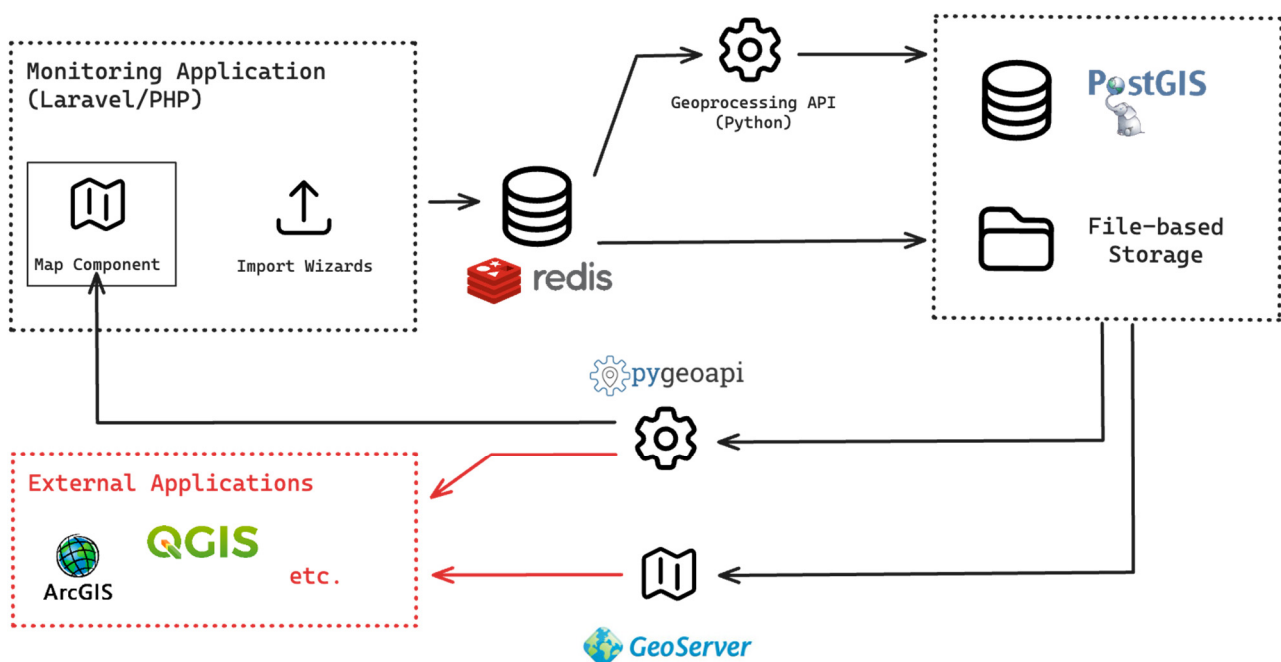 Monitoring Application
(Laravel/PHP)
Map Component
Import Wizards
redis
Geoprocessing API
(Python)
PostGIS
File-based
Storage
pygeoapi
External Applications
ArcGIS
QGIS
etc.
GeoServer